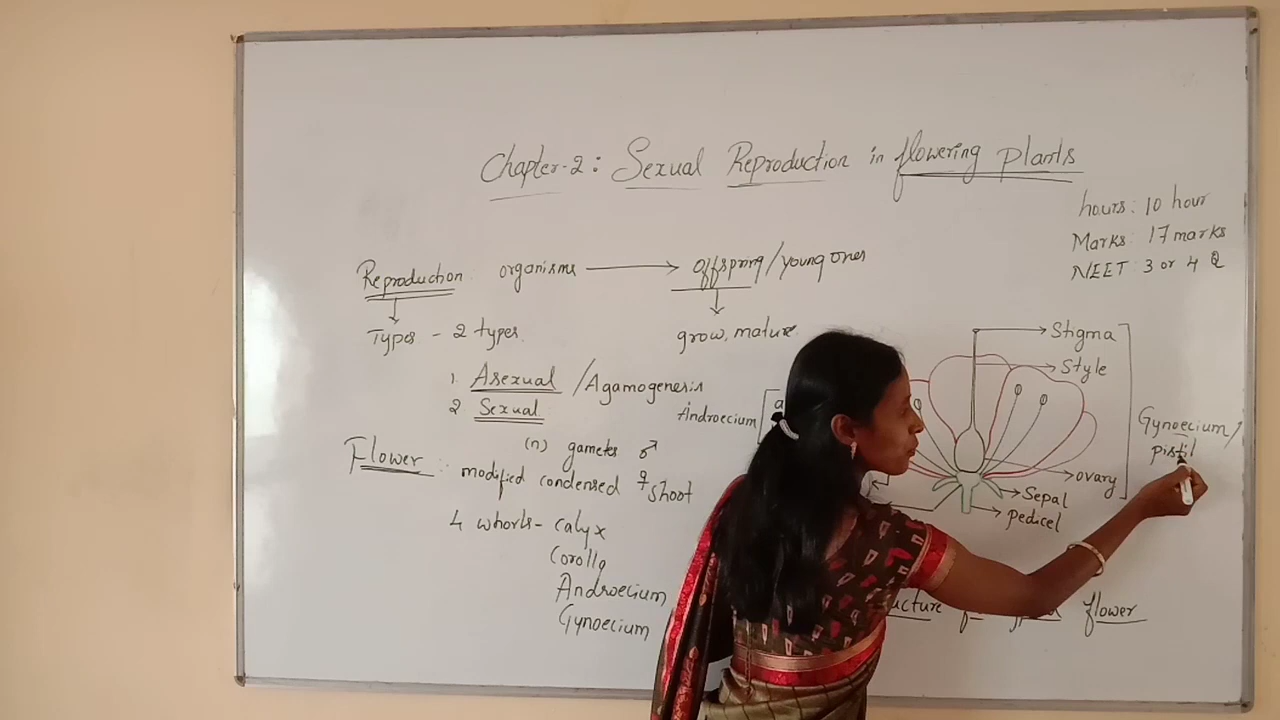 Chapter-2: Sexual Reproduction in flowering plants
hours: 10 hour
Marks: 17 marks
NEET: 3 or 4 Q
Reproduction organisms → offspring/young ones
Types - 2 types.
grow, mature
1. Asexual /Agamogenesis
2 Sexual
(n) gametes ♂
♀
Flower: modified condensed shoot
4 whorls- Calyx
Corolla
Androecium
Gynoecium
Androecium
Stigma
Style
Gynoecium/
pistil
ovary
Sepal
pedicel
flower